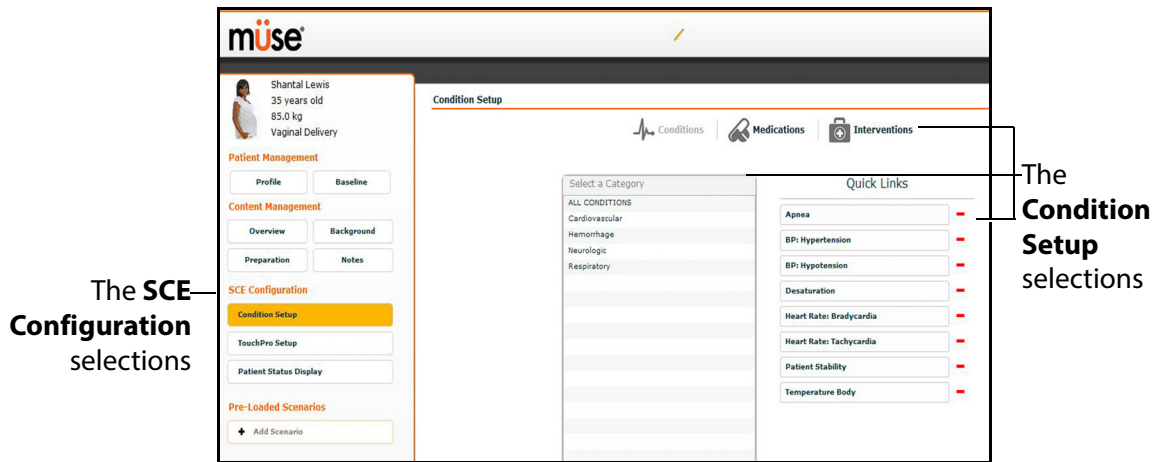 müse®
Shantal Lewis
35 years old
85.0 kg
Vaginal Delivery
Patient Management
Profile
Baseline
Content Management
Overview
Background
Preparation
Notes
SCE Configuration
Condition Setup
TouchPro Setup
Patient Status Display
Pre-Loaded Scenarios
+ Add Scenario
Condition Setup
Conditions
Medications
Interventions
Select a Category
ALL CONDITIONS
Cardiovascular
Hemorrhage
Neurologic
Respiratory
Quick Links
Apnea
BP: Hypertension
BP: Hypotension
Desaturation
Heart Rate: Bradycardia
Heart Rate: Tachycardia
Patient Stability
Temperature Body
The SCE
Configuration
selections
The
Condition
Setup
selections